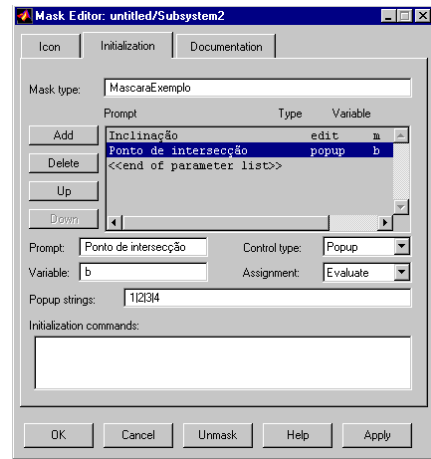 Mask Editor: untitled/Subsystem2
Icon Initialization Documentation
Mask type: MascaraExemplo
Prompt Type Variable
Add Inclinação edit m
Ponto de intersecção popup b
Delete <<end of parameter list>>
Up
Down
Prompt: Ponto de intersecção Control type: Popup
Variable: b Assignment: Evaluate
Popup strings: 1|2|3|4
Initialization commands:
OK Cancel Unmask Help Apply